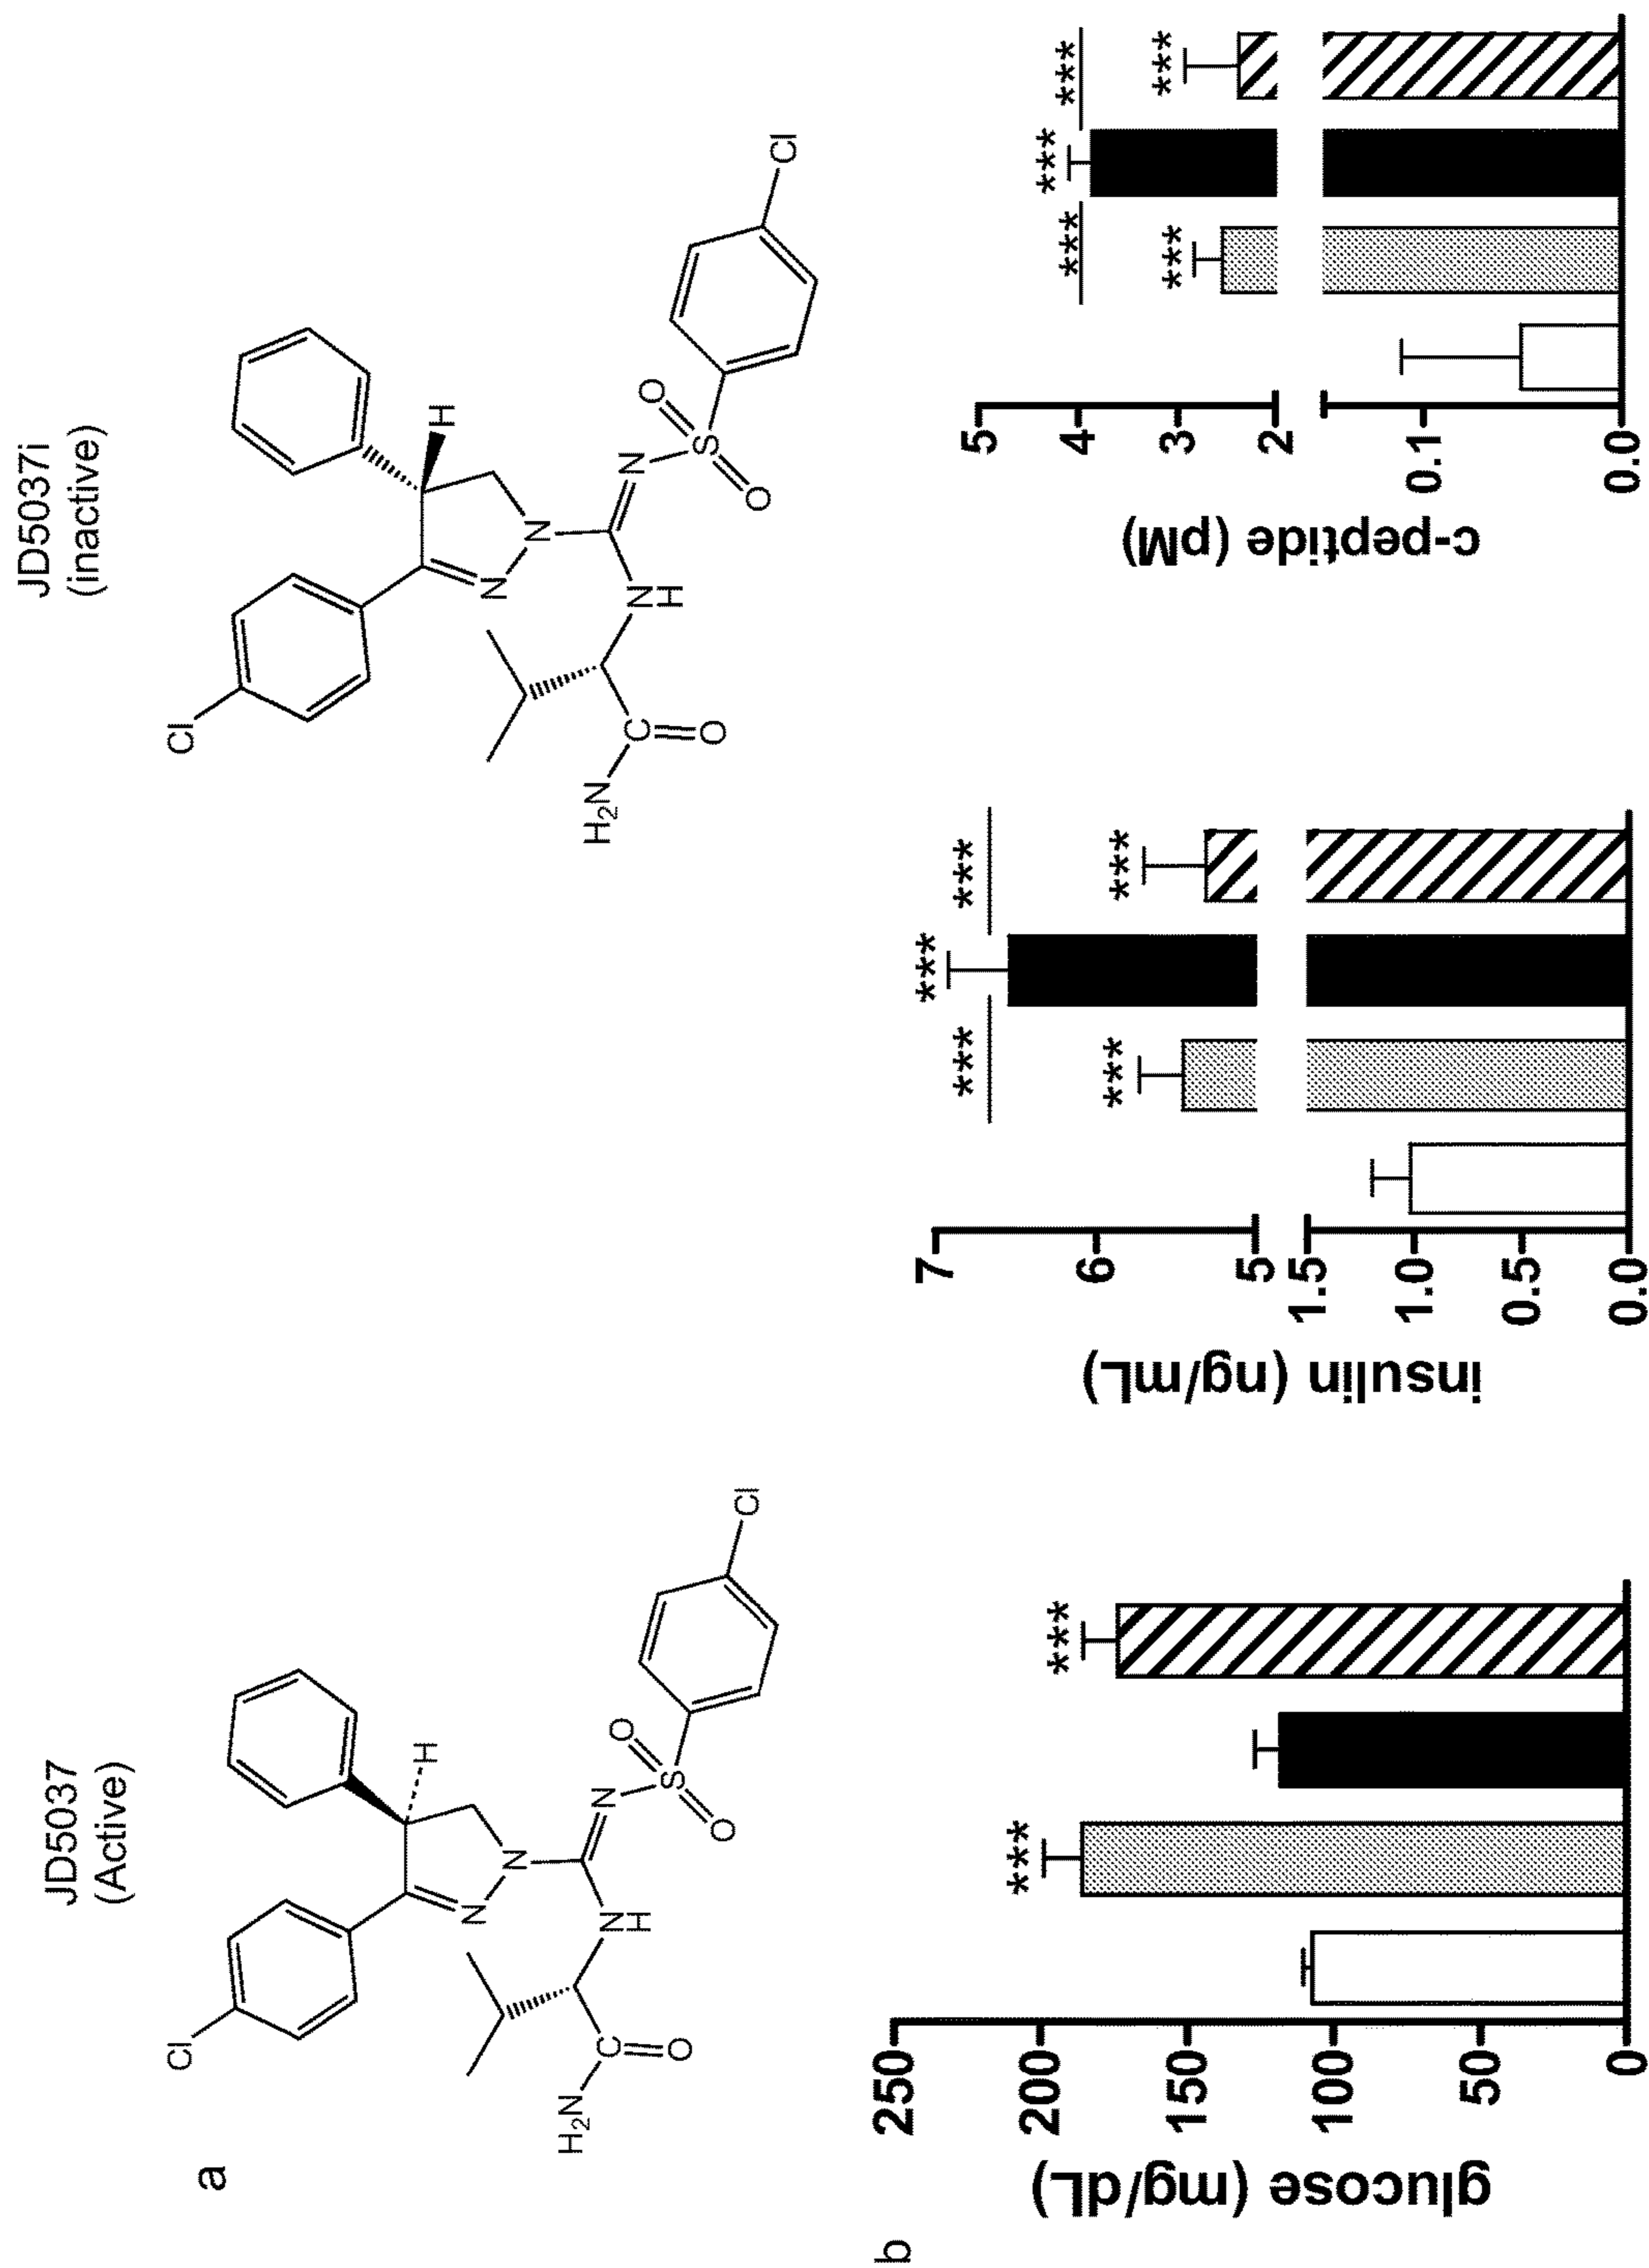 a
JD5037
(Active)
Cl
H
N
N
N
O
S
O
Cl
NH
H2N
C
O
JD5037i
(inactive)
Cl
H
N
N
N
O
S
O
Cl
NH
H2N
C
O
b
glucose (mg/dL)
250
200
150
100
50
0
***
***
insulin (ng/mL)
7
6
5
1.5
1.0
0.5
0.0
***
***
***
***
***
c-peptide (pM)
5
4
3
2
0.1
0.0
***
***
***
***
***